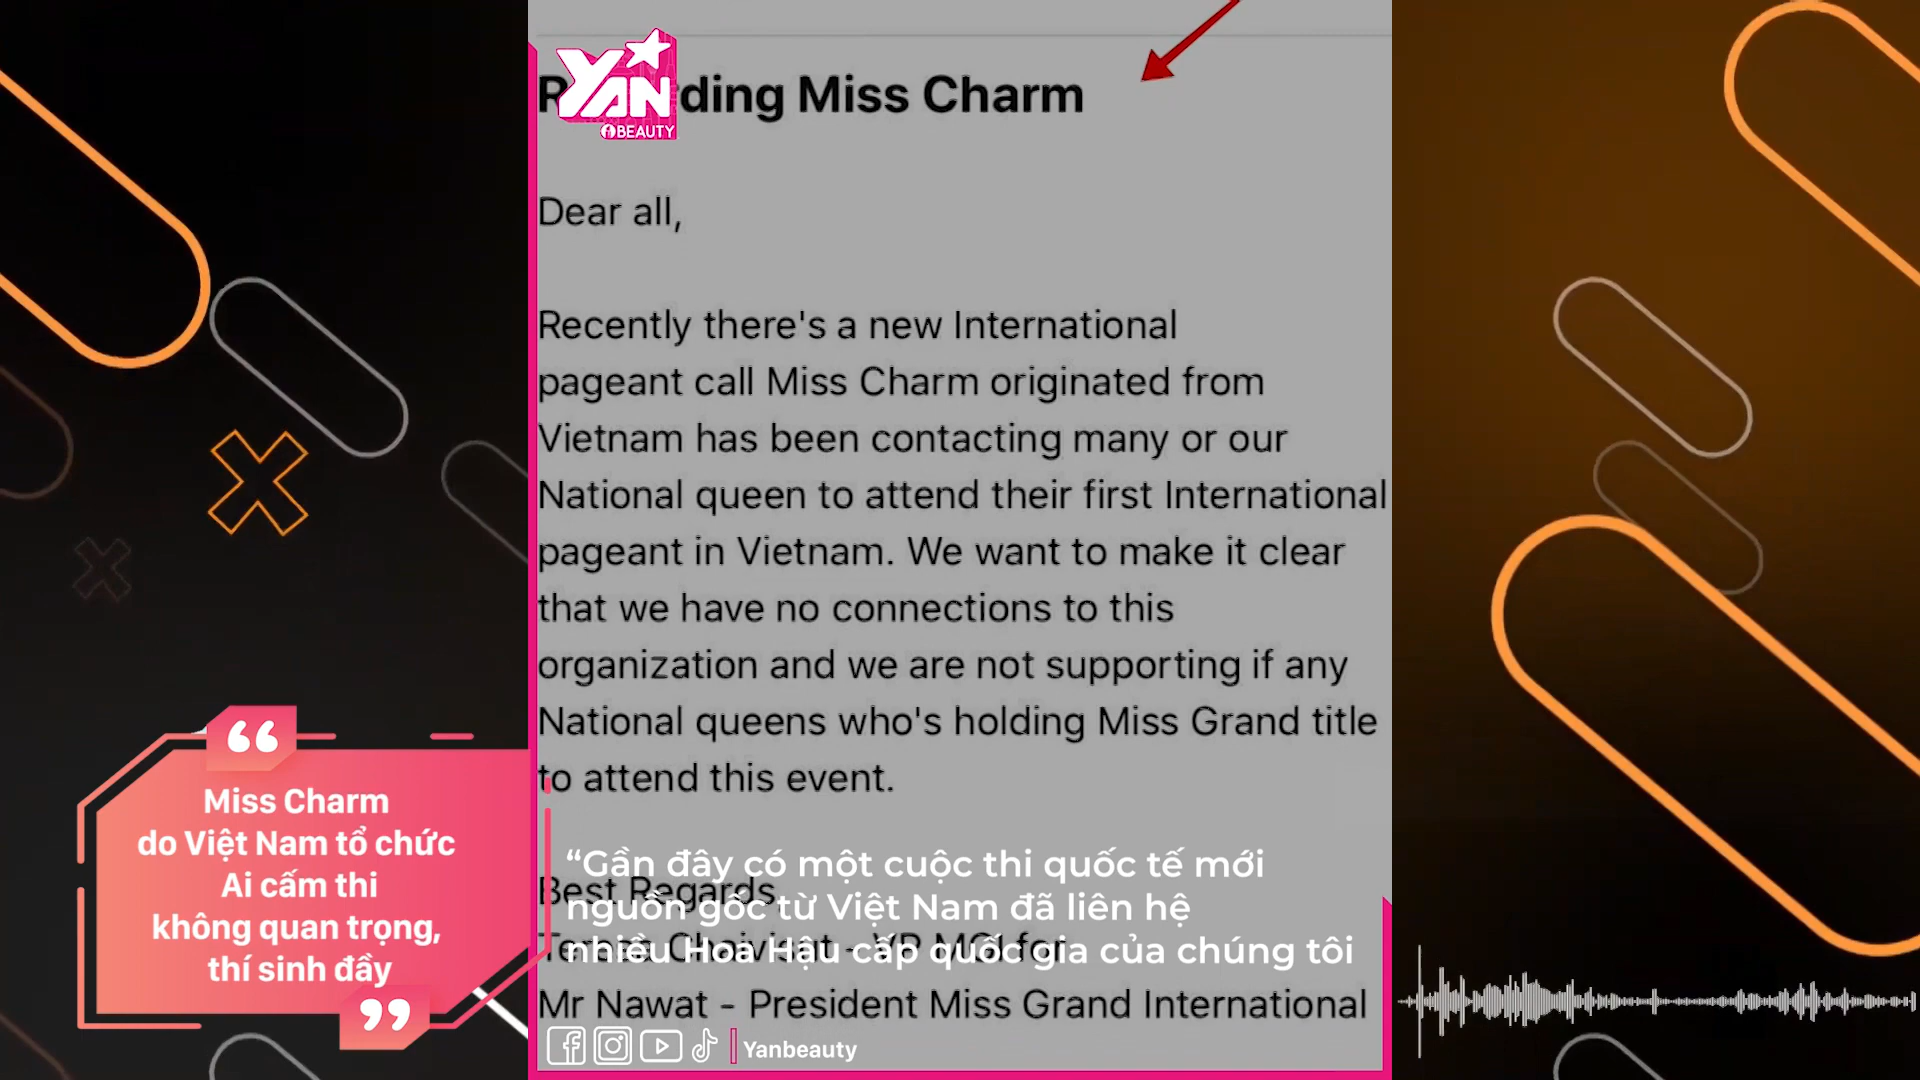 YAN
BEAUTY
ding Miss Charm
Dear all,
Recently there's a new International
pageant call Miss Charm originated from
Vietnam has been contacting many or our
National queen to attend their first International
pageant in Vietnam. We want to make it clear
that we have no connections to this
organization and we are not supporting if any
National queens who's holding Miss Grand title
to attend this event.
Best Regards,
VP MGI for
Mr Nawat - President Miss Grand International
“Gần đây có một cuộc thi quốc tế mới
nguồn gốc từ Việt Nam đã liên hệ
nhiều Hoa Hậu cấp quốc gia của chúng tôi
Miss Charm
do Việt Nam tổ chức
Ai cấm thi
không quan trọng,
thí sinh đầy
Yanbeauty